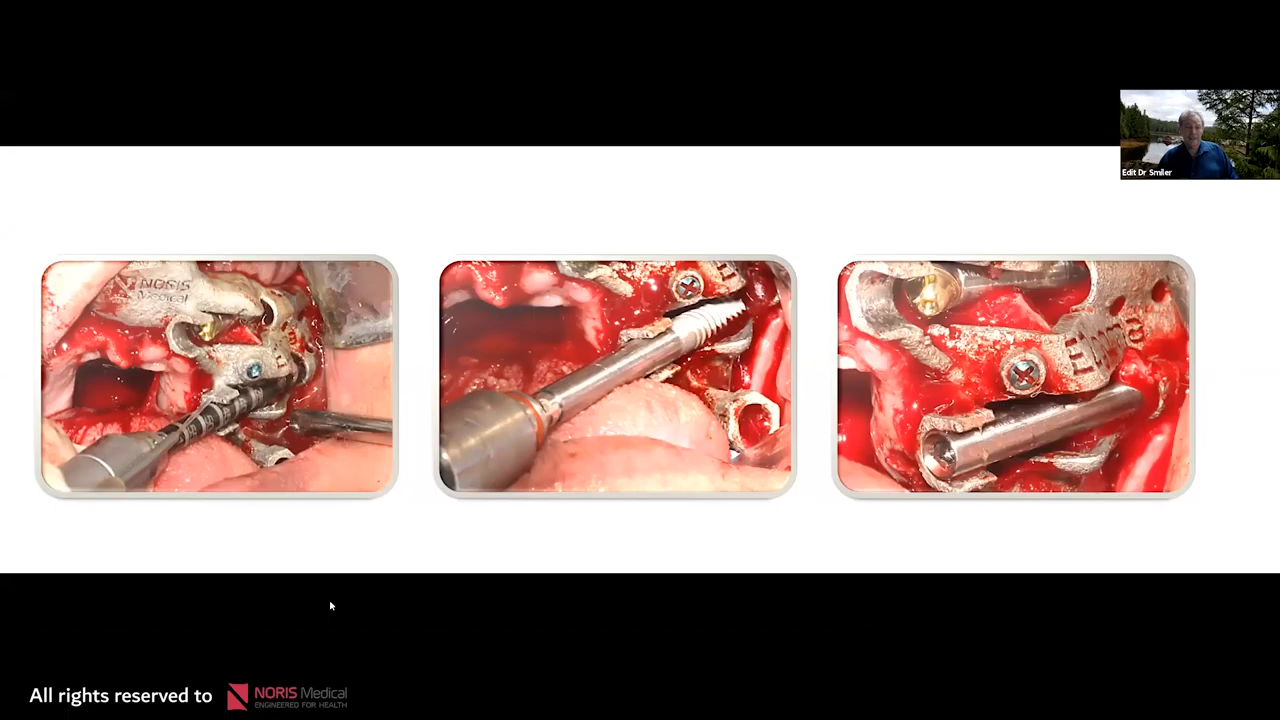 Edit Dr Smiler
NORIS
Medical
All rights reserved to
NORIS Medical
ENGINEERED FOR HEALTH